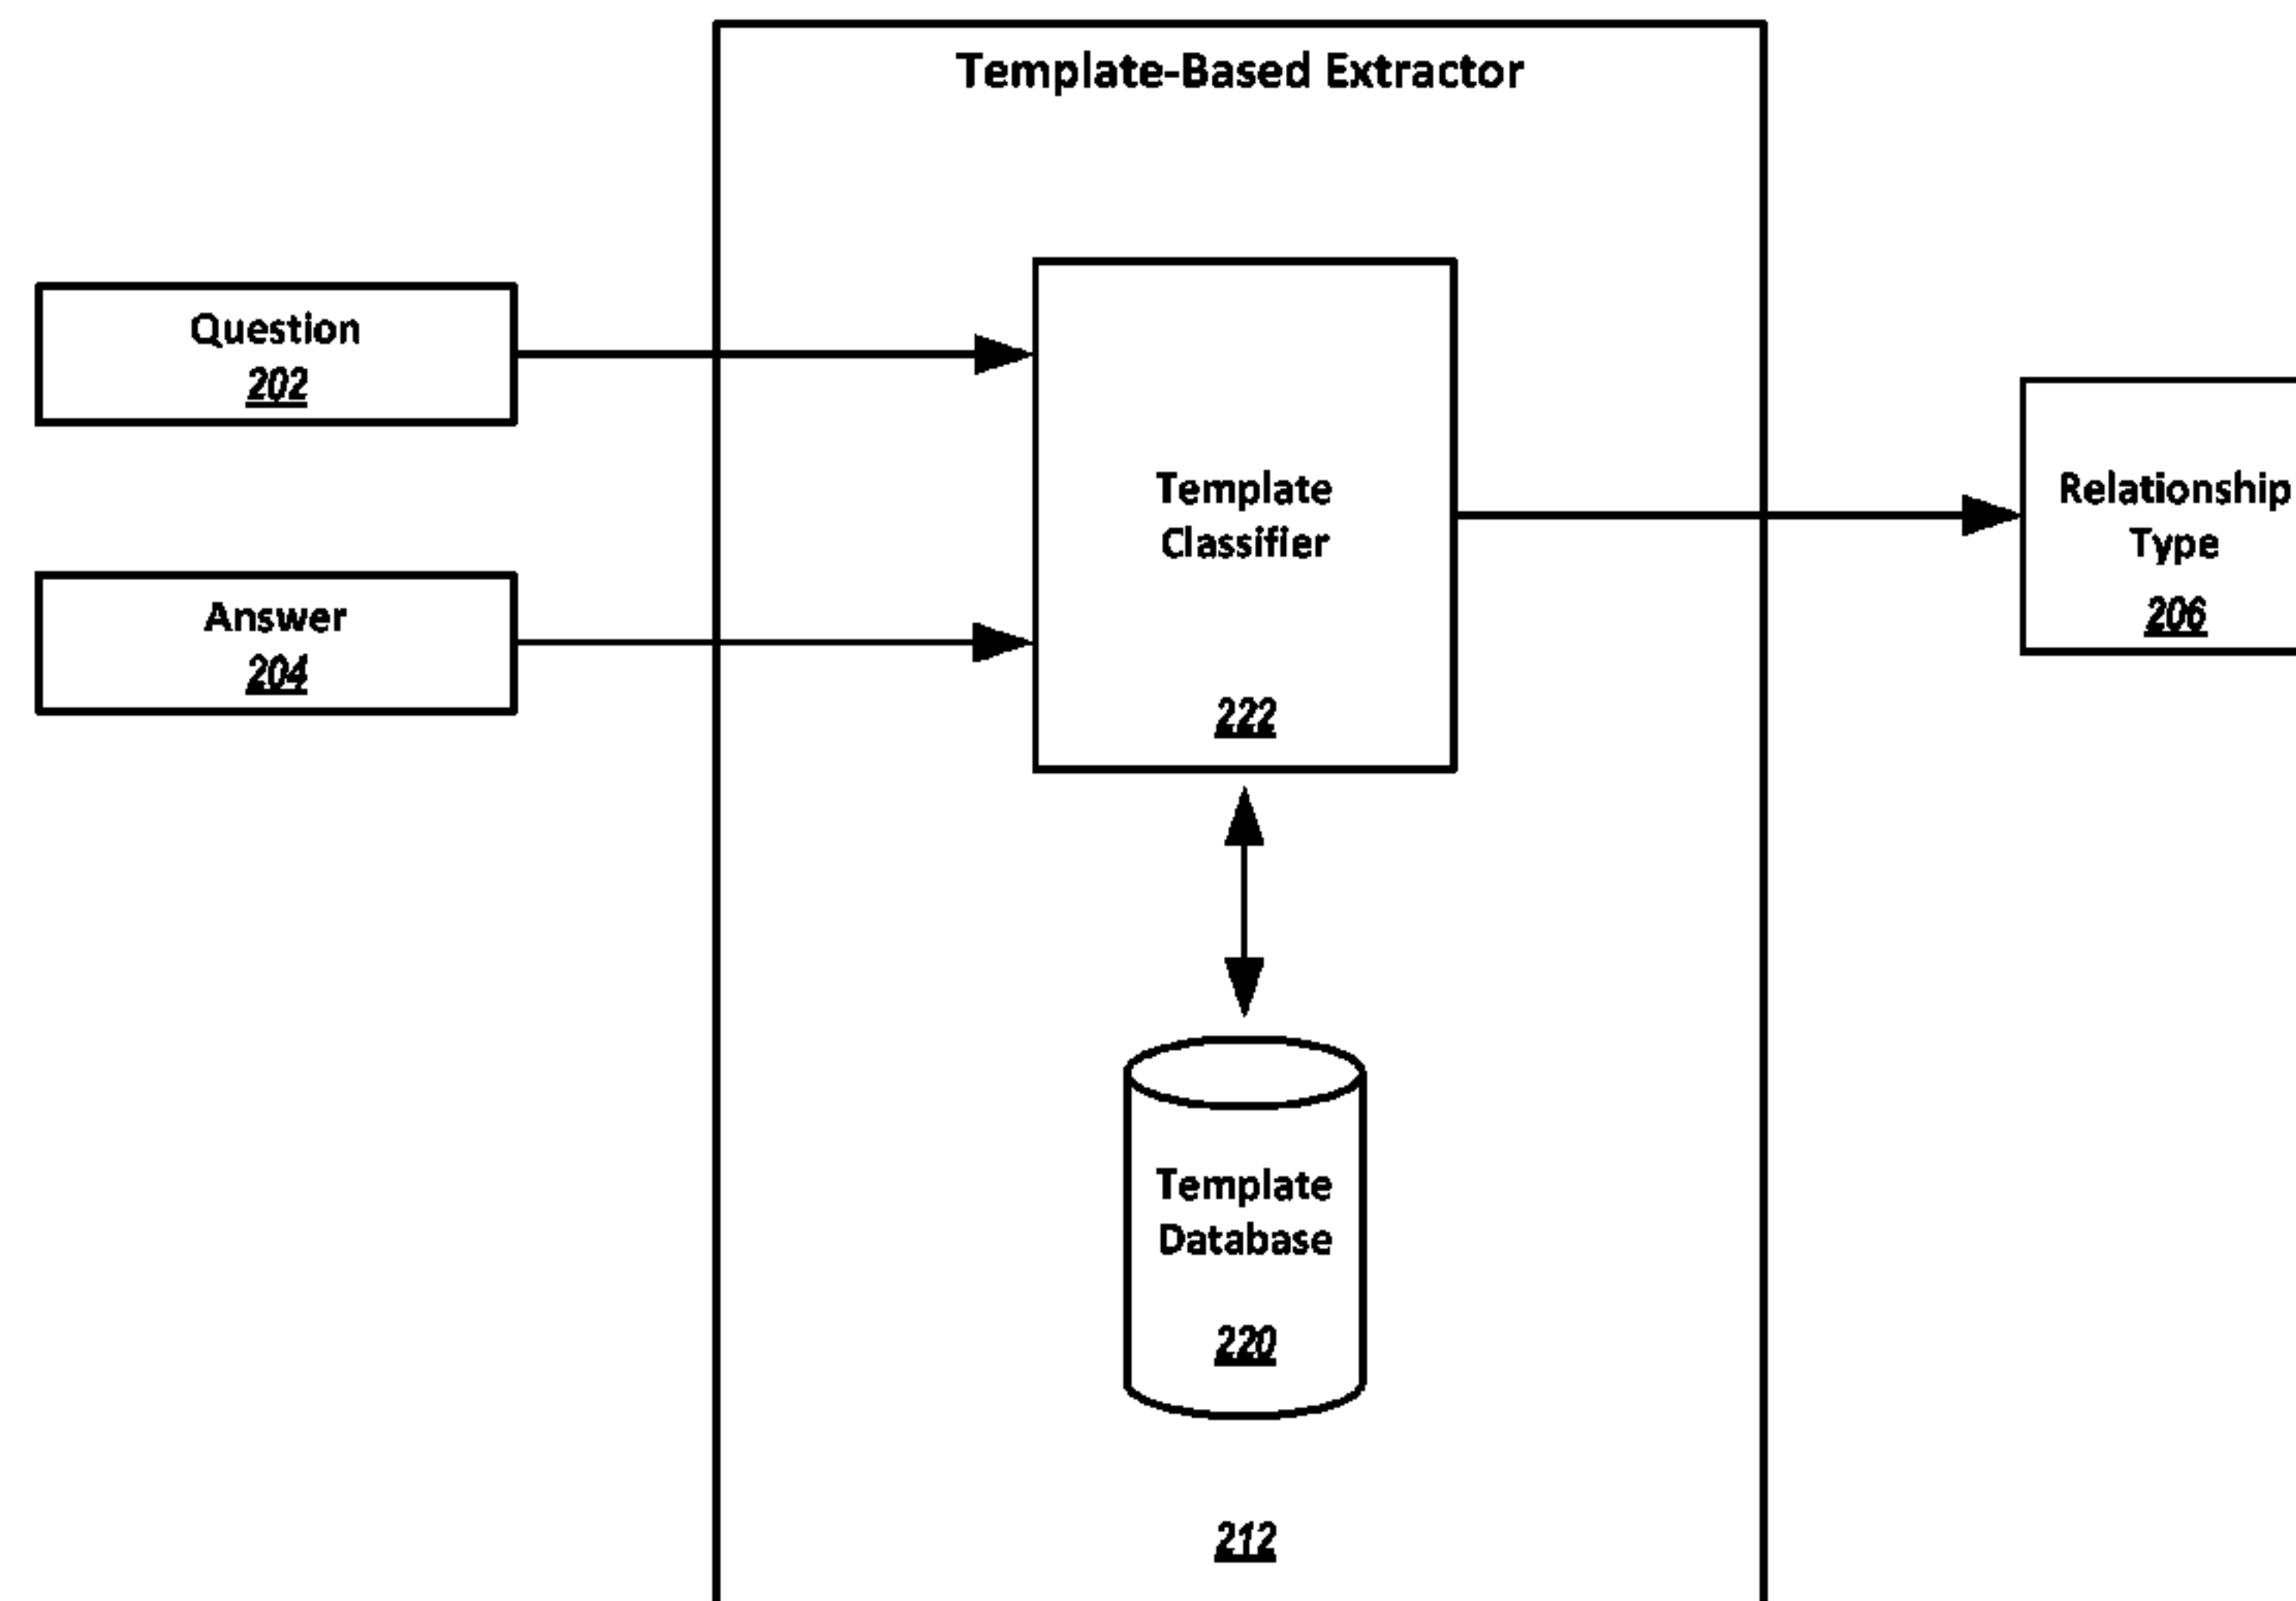 Template-Based Extractor
Question
202
Answer
204
Template
Classifier
222
Relationship
Type
206
Template
Database
220
212